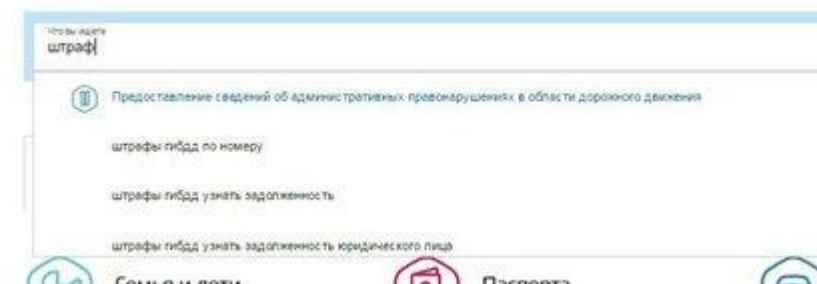 Что вы ищете
штраф
Предоставление сведений об административных правонарушениях в области дорожного движения
штрафы гибдд по номеру
штрафы гибдд узнать задолженность
штрафы гибдд узнать задолженность юридического лица
Семья и дети
Паспорта